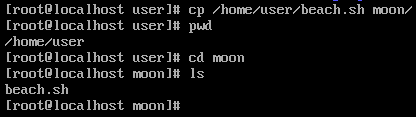 [root@localhost user]# cp /home/user/beach.sh moon/
[root@localhost user]# pwd
/home/user
[root@localhost user]# cd moon
[root@localhost moon]# ls
beach.sh
[root@localhost moon]#